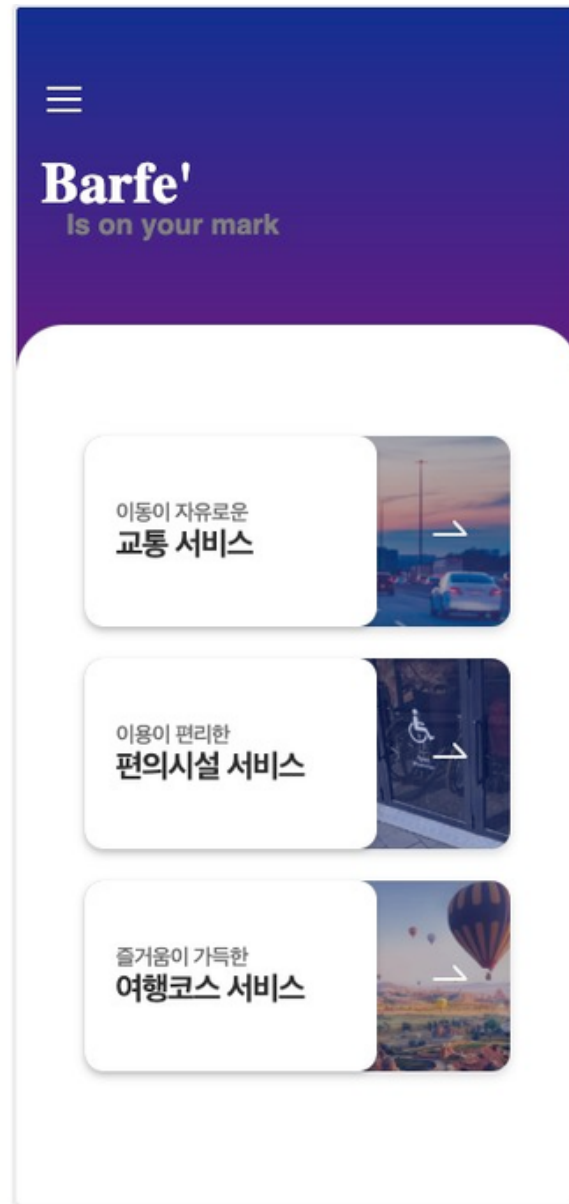 Barfe'
Is on your mark
이동이 자유로운
교통 서비스
이용이 편리한
편의시설 서비스
즐거움이 가득한
여행코스 서비스